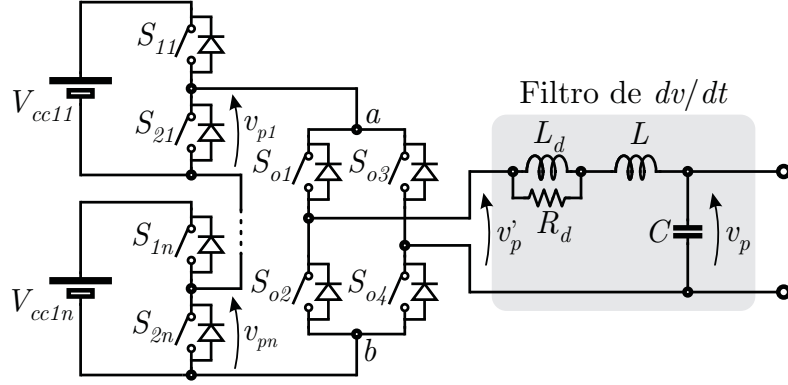 S11
Vcc11
S21
vp1
a
So1
So3
Filtro de dv/dt
Ld
L
Rd
v'p
C
vp
S1n
Vcc1n
S2n
vpn
So2
So4
b